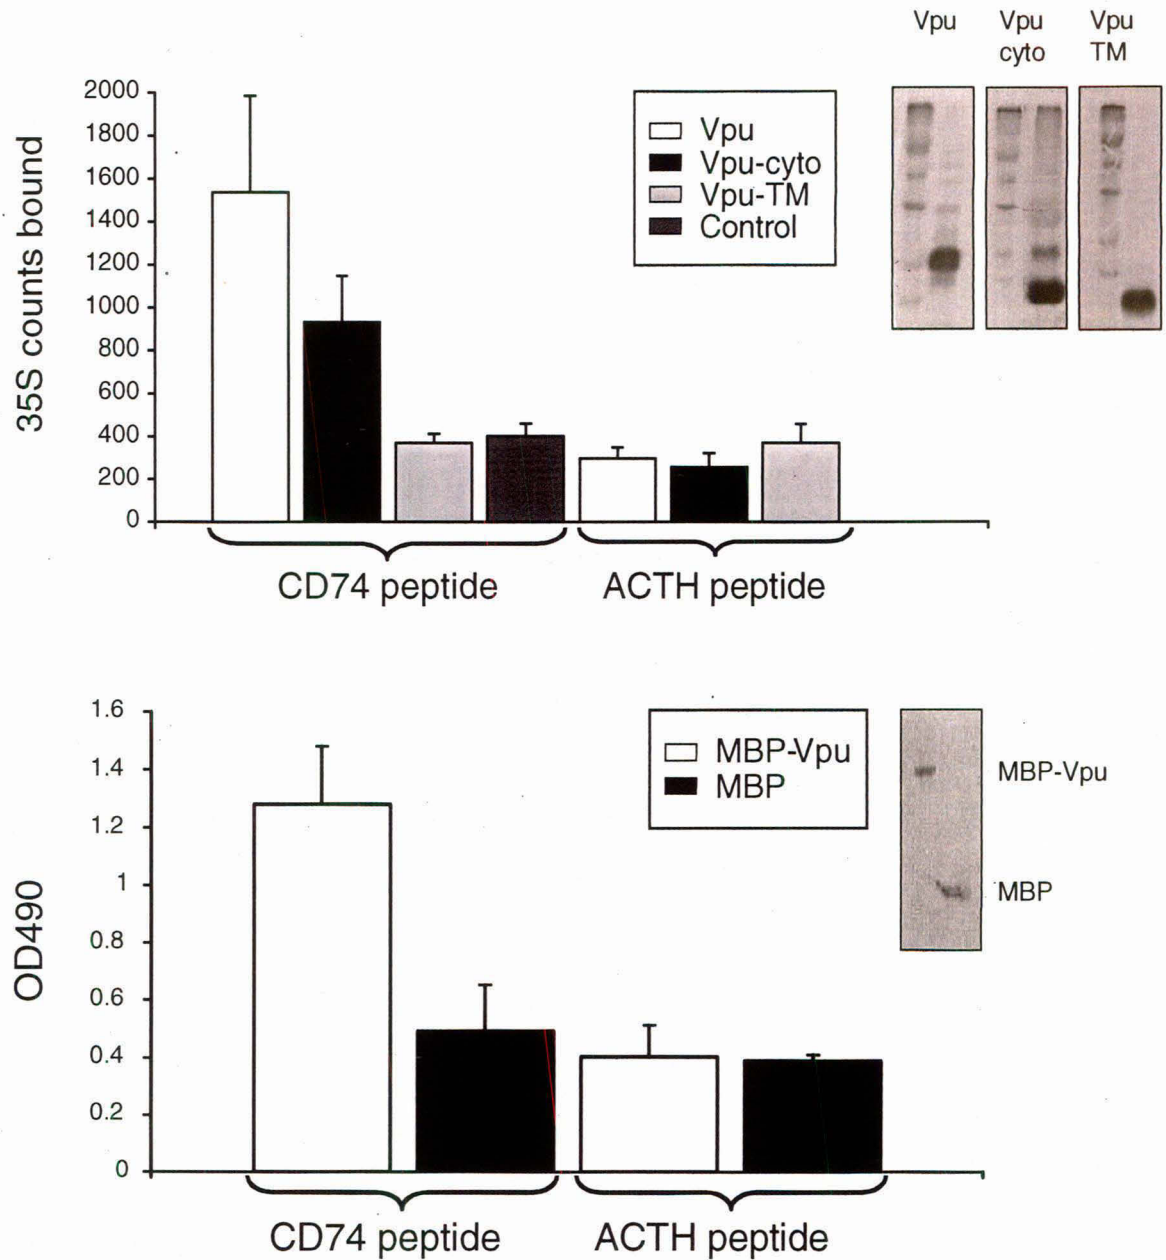 Vpu
Vpu
cyto
Vpu
TM
35S counts bound
2000
1800
1600
1400
1200
1000
800
600
400
200
0
Vpu
Vpu-cyto
Vpu-TM
Control
CD74 peptide
ACTH peptide
OD490
1.6
1.4
1.2
1
0.8
0.6
0.4
0.2
0
MBP-Vpu
MBP
MBP-Vpu
MBP
CD74 peptide
ACTH peptide